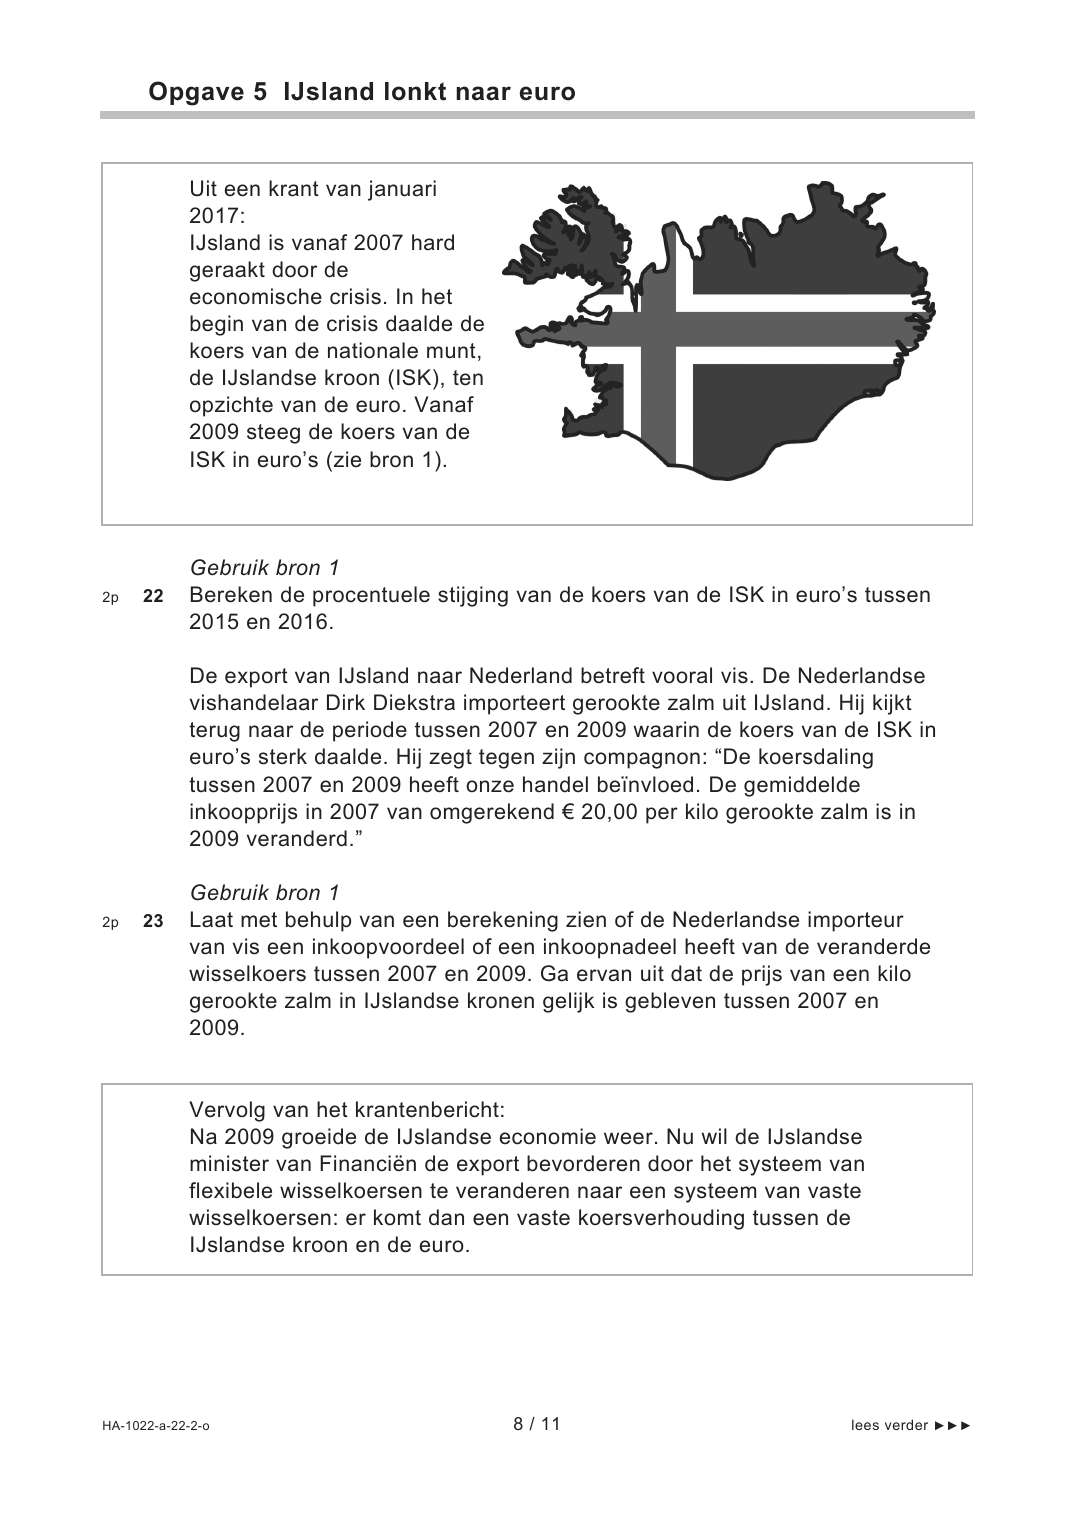 Opgave 5 IJsland lonkt naar euro
Uit een krant van januari
2017:
IJsland is vanaf 2007 hard
geraakt door de
economische crisis. In het
begin van de crisis daalde de
koers van de nationale munt,
de IJslandse kroon (ISK), ten
opzichte van de euro. Vanaf
2009 steeg de koers van de
ISK in euro’s (zie bron 1).
Gebruik bron 1
2p 22 Bereken de procentuele stijging van de koers van de ISK in euro’s tussen
2015 en 2016.
De export van IJsland naar Nederland betreft vooral vis. De Nederlandse
vishandelaar Dirk Diekstra importeert gerookte zalm uit IJsland. Hij kijkt
terug naar de periode tussen 2007 en 2009 waarin de koers van de ISK in
euro’s sterk daalde. Hij zegt tegen zijn compagnon: “De koersdaling
tussen 2007 en 2009 heeft onze handel beïnvloed. De gemiddelde
inkoopprijs in 2007 van omgerekend € 20,00 per kilo gerookte zalm is in
2009 veranderd.”
Gebruik bron 1
2p 23 Laat met behulp van een berekening zien of de Nederlandse importeur
van vis een inkoopvoordeel of een inkoopnadeel heeft van de veranderde
wisselkoers tussen 2007 en 2009. Ga ervan uit dat de prijs van een kilo
gerookte zalm in IJslandse kronen gelijk is gebleven tussen 2007 en
2009.
Vervolg van het krantenbericht:
Na 2009 groeide de IJslandse economie weer. Nu wil de IJslandse
minister van Financiën de export bevorderen door het systeem van
flexibele wisselkoersen te veranderen naar een systeem van vaste
wisselkoersen: er komt dan een vaste koersverhouding tussen de
IJslandse kroon en de euro.
HA-1022-a-22-2-o 8 / 11 lees verder ►►►